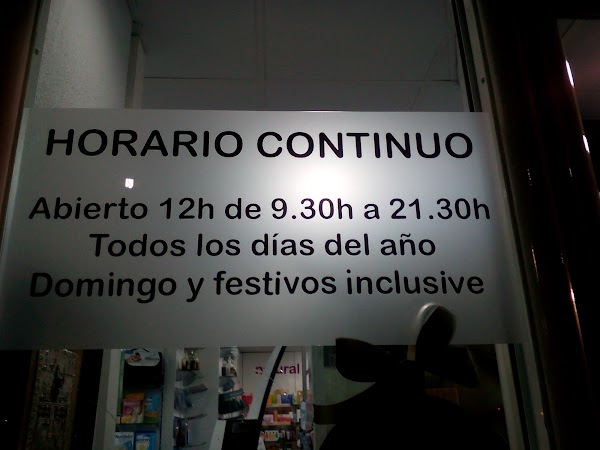 HORARIO CONTINUO
Abierto 12h de 9.30h a 21.30h
Todos los días del año
Domingo y festivos inclusive